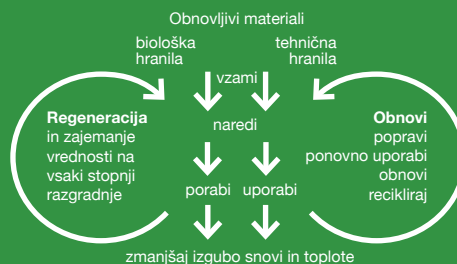 Obnovljivi materiali
biološka
hranila
tehnična
hranila
vzami
Regeneracija
in zajemanje
vrednosti na
vsaki stopnji
razgradnje
naredi
Obnovi
popravi
ponovno uporabi
obnovi
recikliraj
porabi
uporabi
zmanjšaj izgubo snovi in toplote